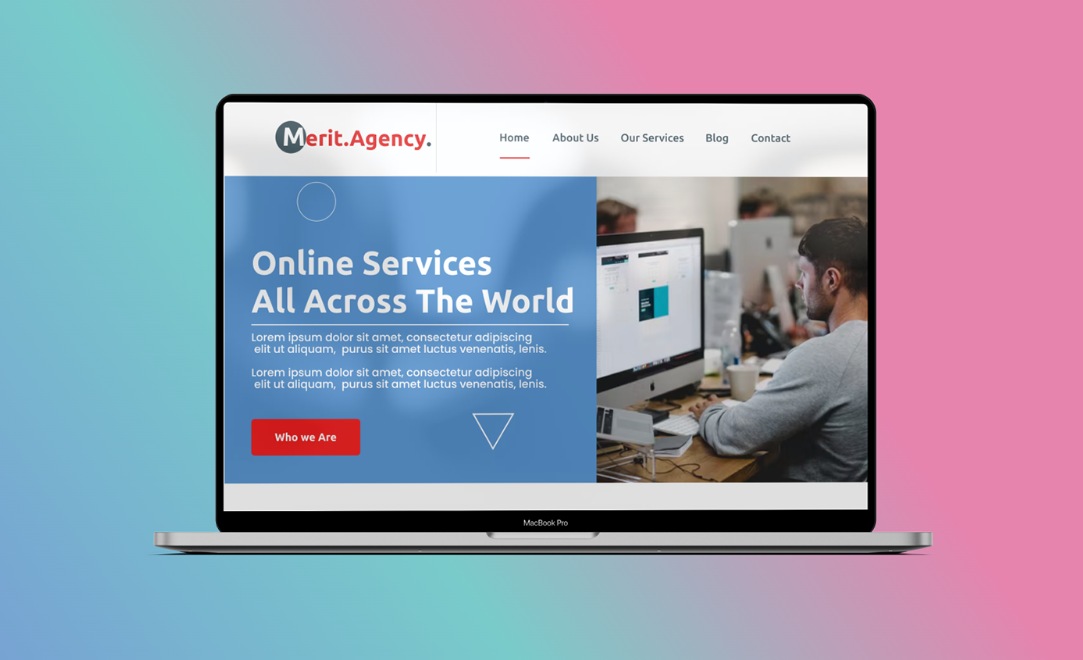 Merit.Agency.
Home About Us Our Services Blog Contact
Online Services
All Across The World
Lorem ipsum dolor sit amet, consectetur adipiscing
elit ut aliquam, purus sit amet luctus venenatis, lenis.
Lorem ipsum dolor sit amet, consectetur adipiscing
elit ut aliquam, purus sit amet luctus venenatis, lenis.
Who we Are
MacBook Pro